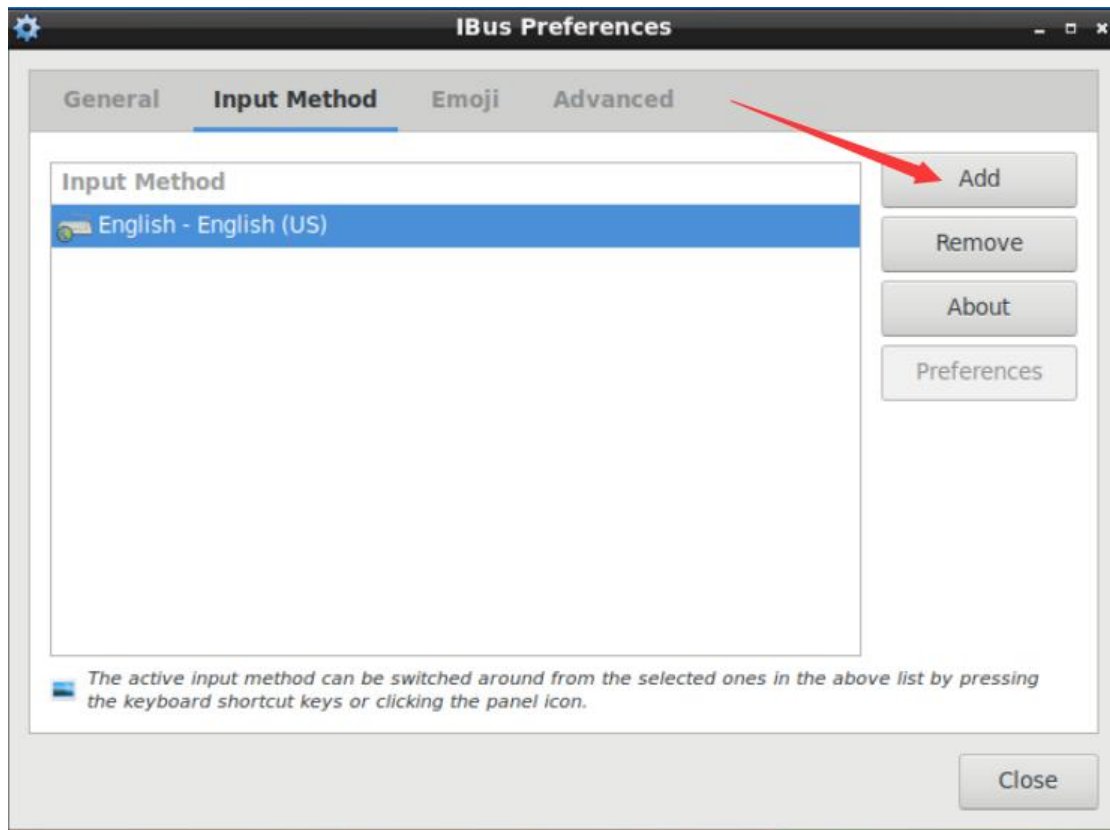 IBus Preferences
General Input Method Emoji Advanced
Input Method
English - English (US)
Add
Remove
About
Preferences
The active input method can be switched around from the selected ones in the above list by pressing
the keyboard shortcut keys or clicking the panel icon.
Close